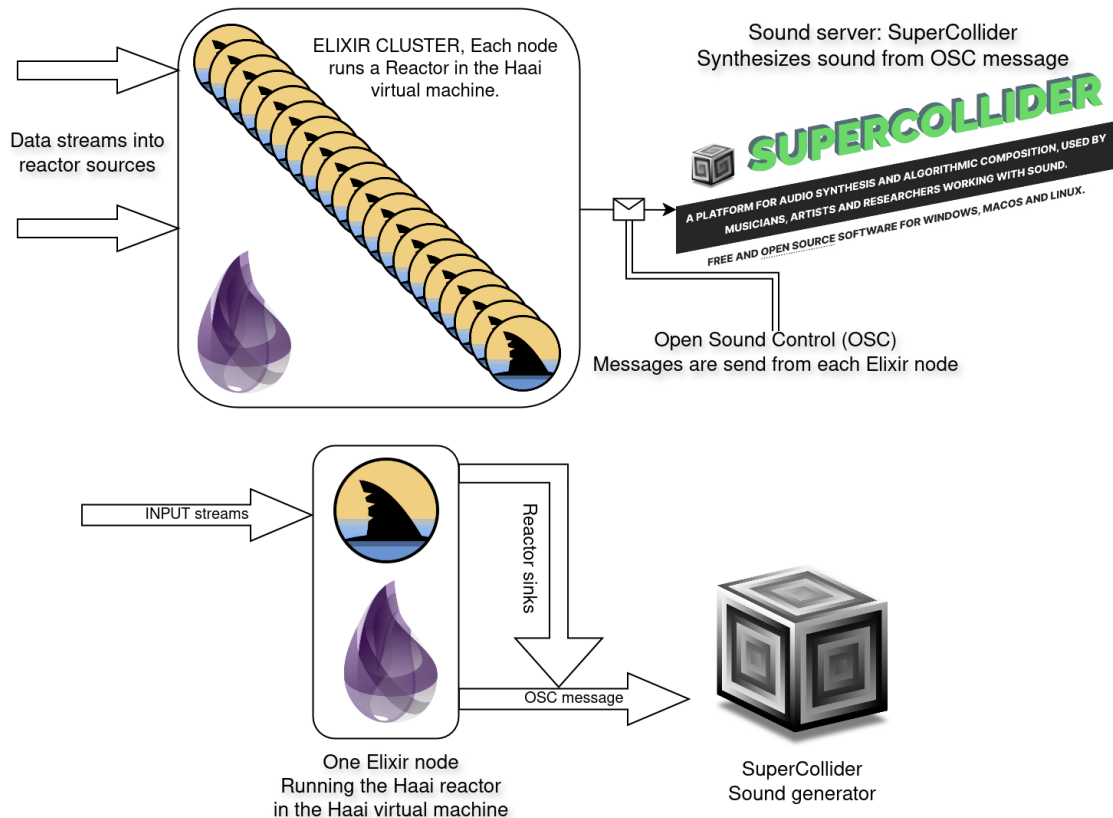 ELIXIR CLUSTER, Each node
runs a Reactor in the Haai
virtual machine.
Sound server: SuperCollider
Synthesizes sound from OSC message
SUPERCOLLIDER
A PLATFORM FOR AUDIO SYNTHESIS AND ALGORITHMIC COMPOSITION, USED BY
MUSICIANS, ARTISTS AND RESEARCHERS WORKING WITH SOUND.
FREE AND OPEN SOURCE SOFTWARE FOR WINDOWS, MACOS AND LINUX.
Data streams into
reactor sources
Open Sound Control (OSC)
Messages are send from each Elixir node
INPUT streams
Reactor sinks
OSC message
One Elixir node
Running the Haai reactor
in the Haai virtual machine
SuperCollider
Sound generator